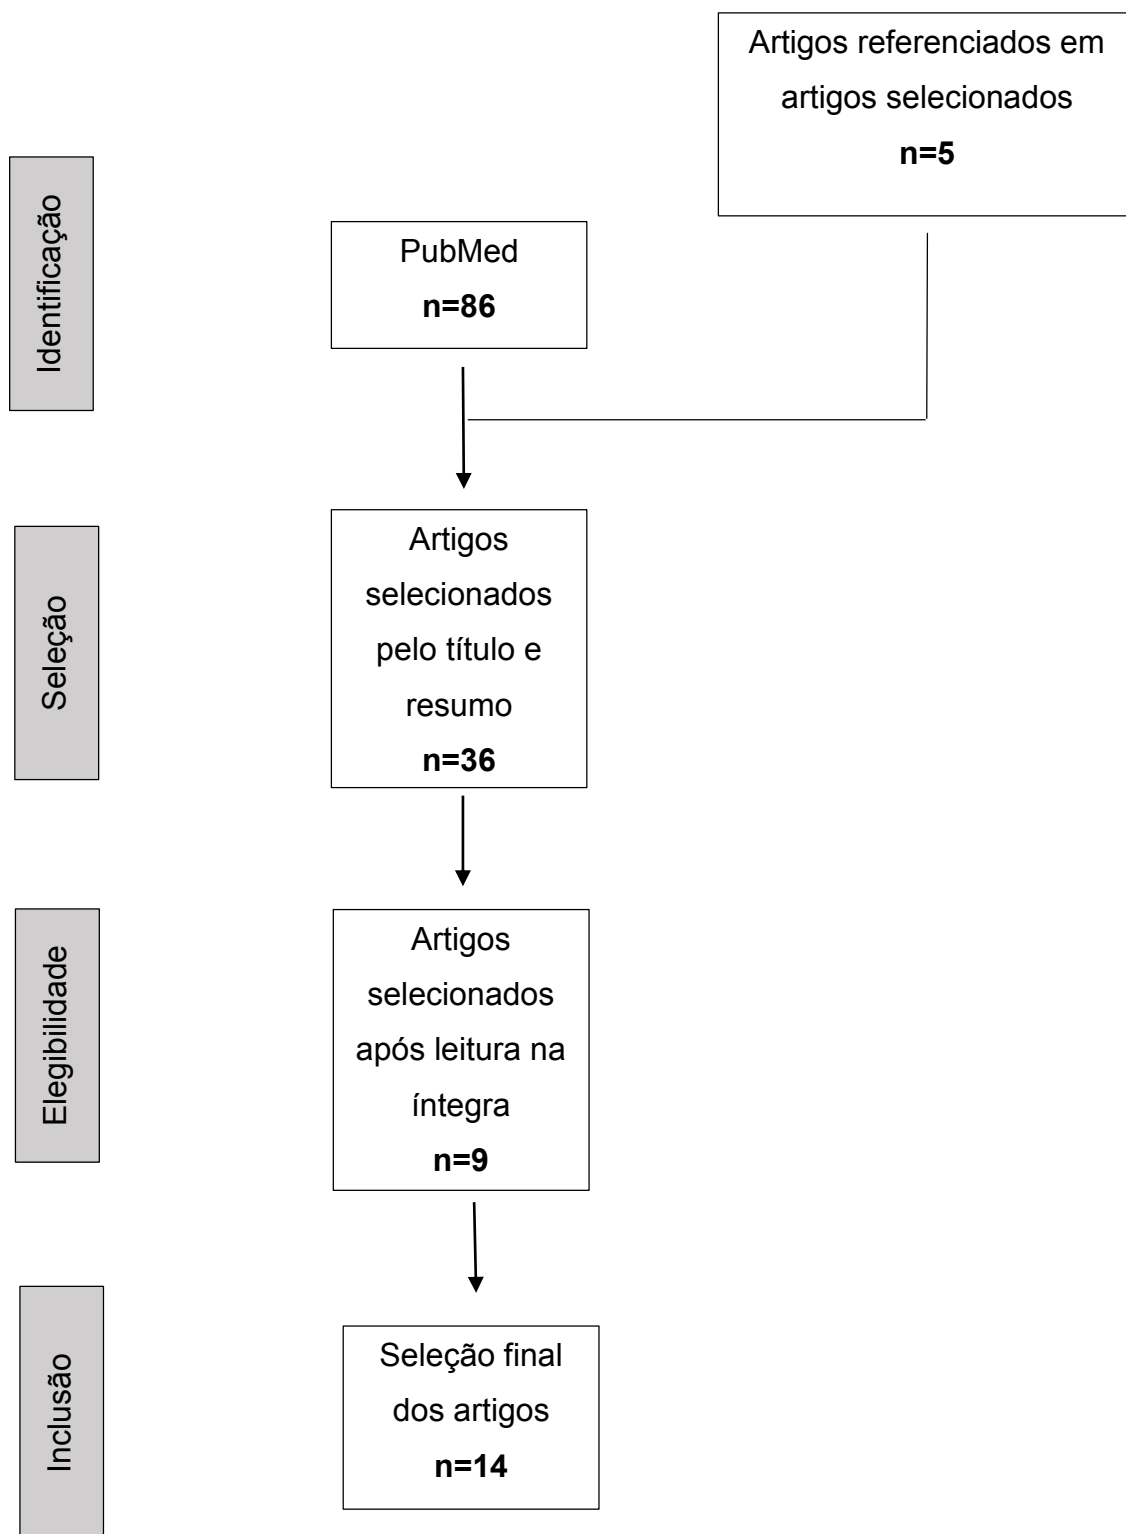 Artigos referenciados em
artigos selecionados
n=5
Identificação
PubMed
n=86
Seleção
Artigos
selecionados
pelo título e
resumo
n=36
Elegibilidade
Artigos
selecionados
após leitura na
íntegra
n=9
Inclusão
Seleção final
dos artigos
n=14